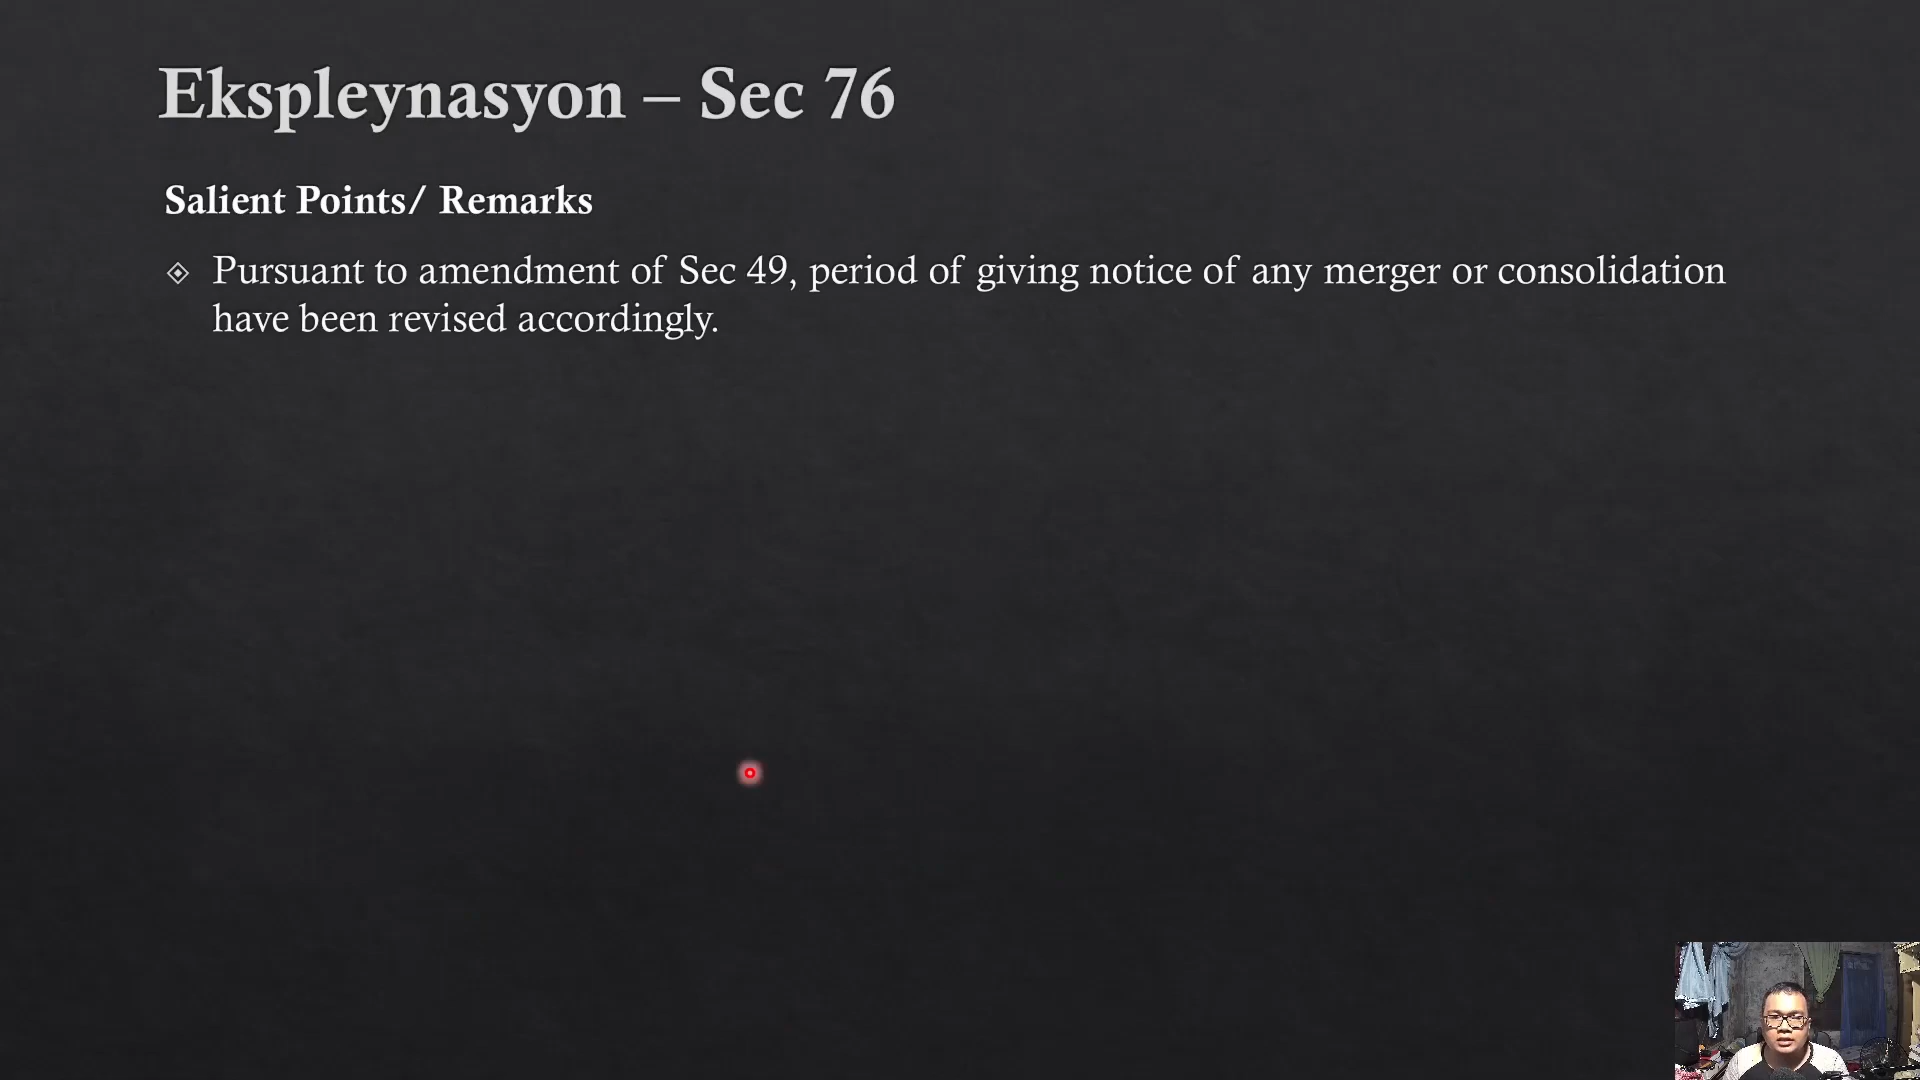 Ekspleynasyon – Sec 76
Salient Points/ Remarks
Pursuant to amendment of Sec 49, period of giving notice of any merger or consolidation
have been revised accordingly.